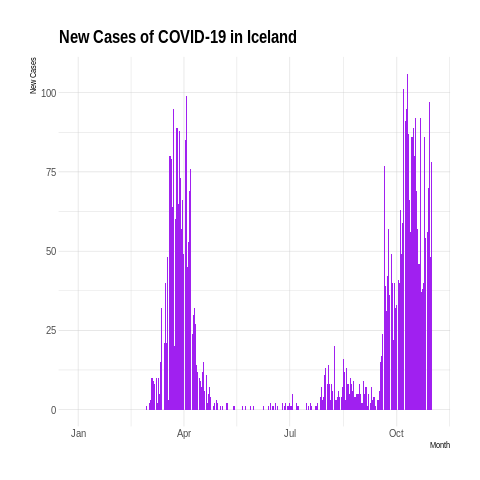 New Cases of COVID-19 in Iceland
New Cases
100
75
50
25
0
Jan Apr Jul Oct
Month